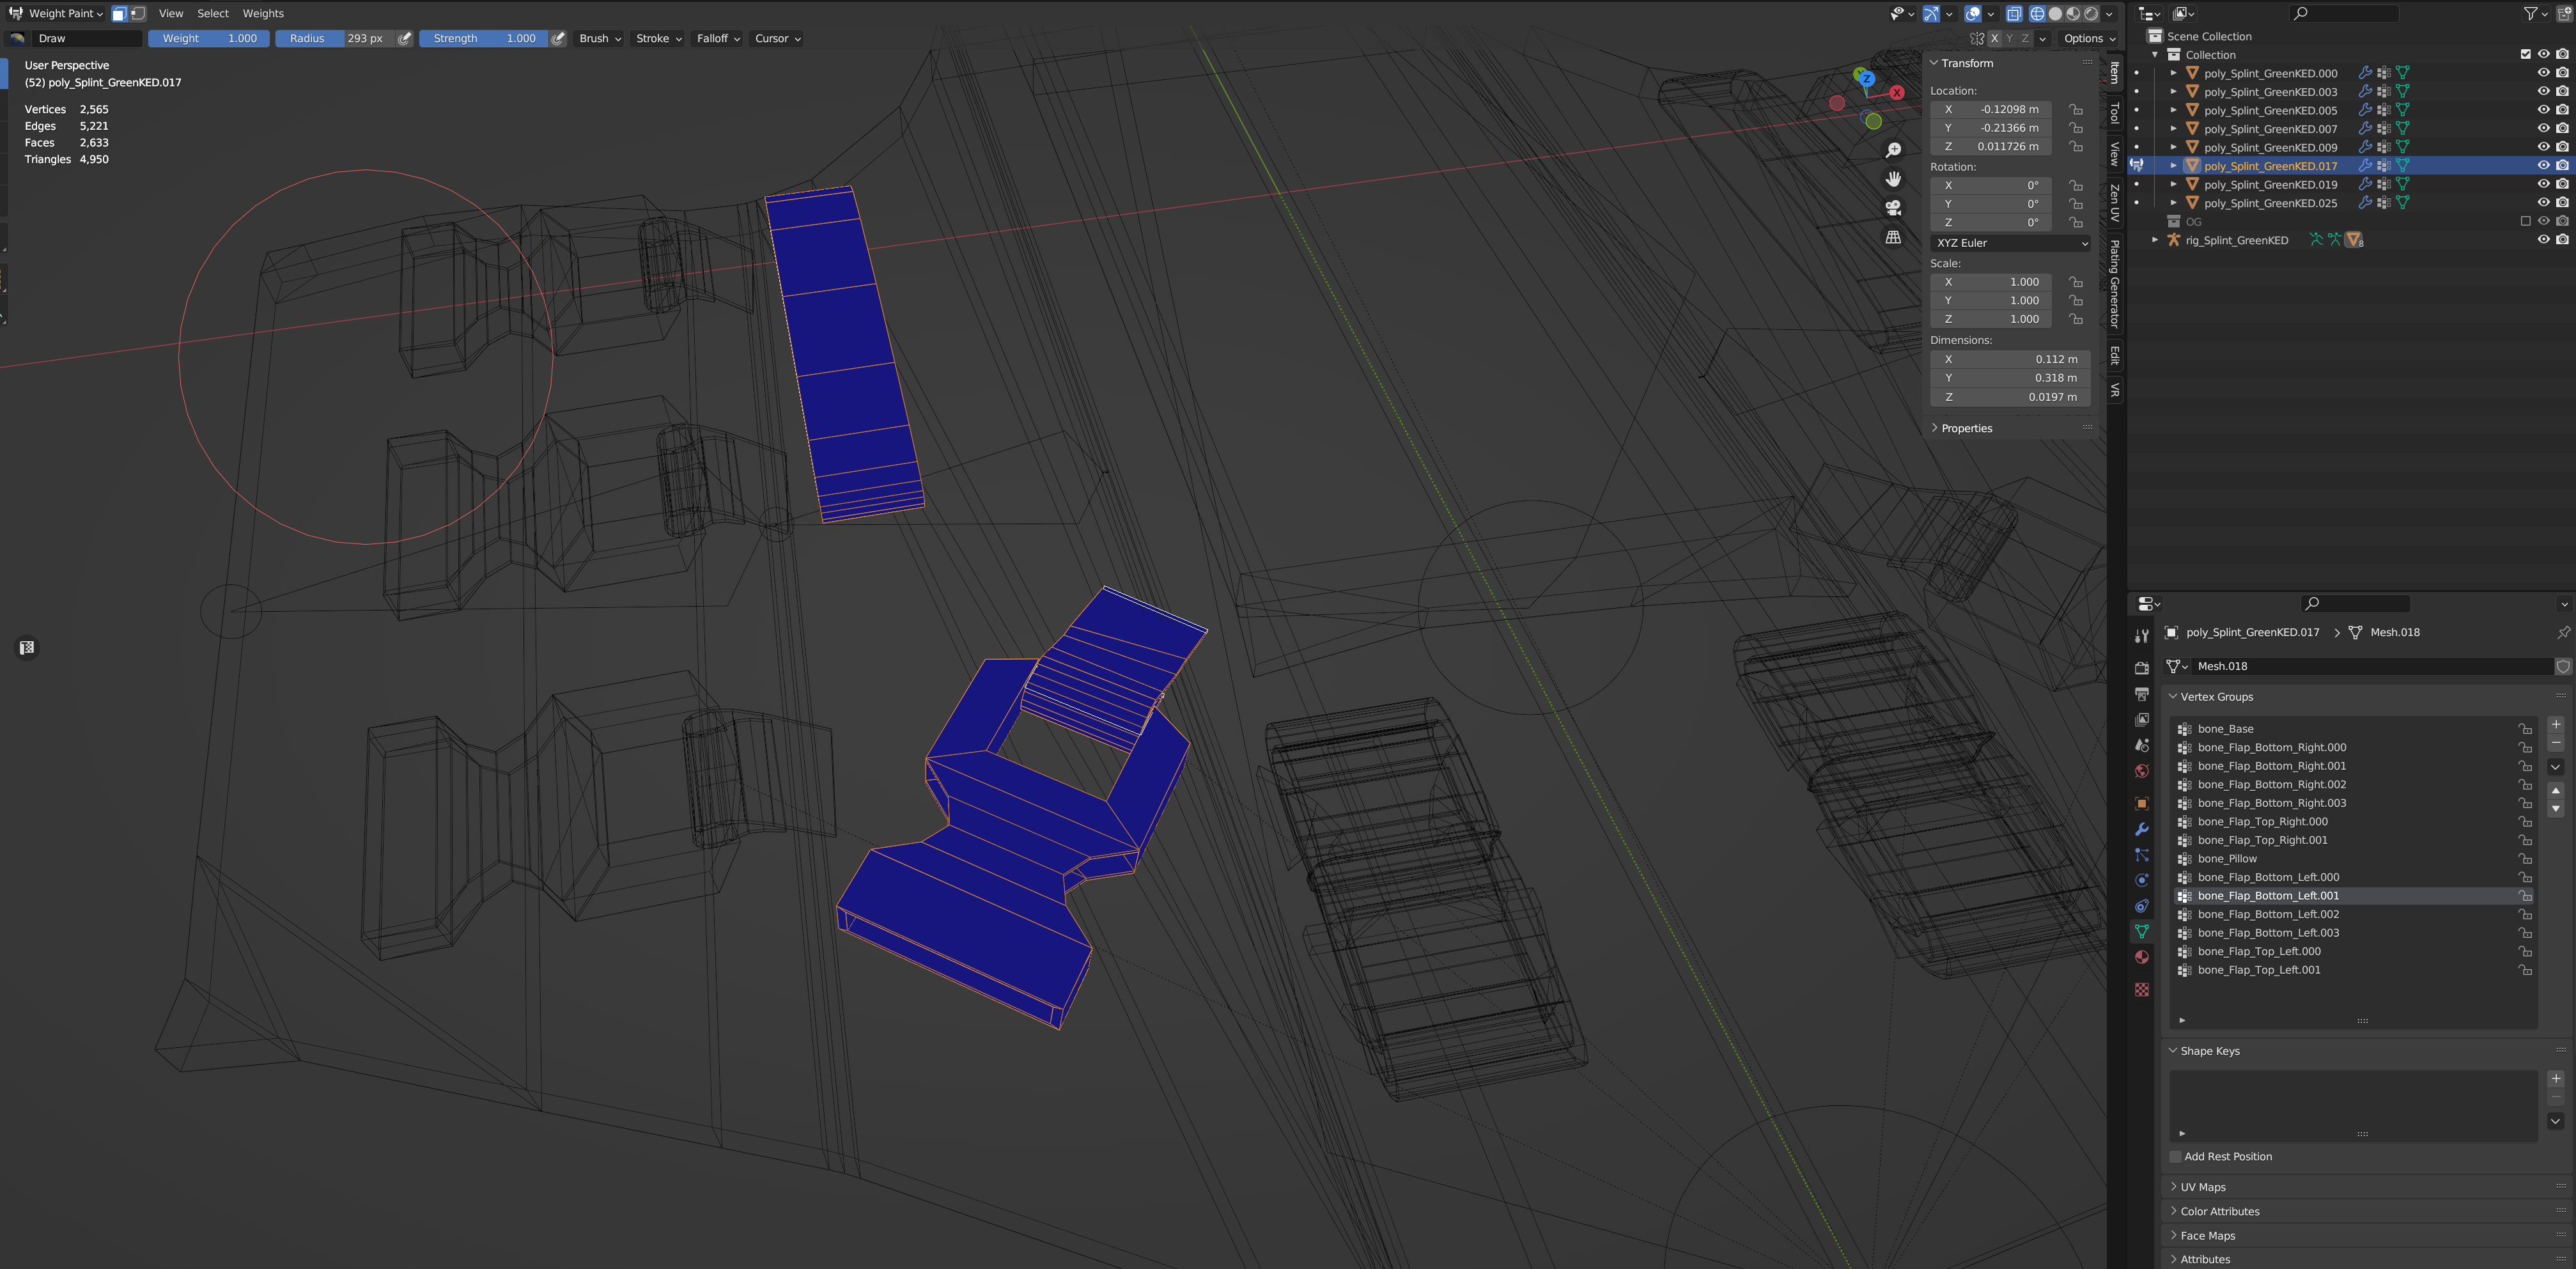 Weight Paint View Select Weights
Draw Weight 1.000 Radius 293 px Strength 1.000 Brush Stroke Falloff Cursor X Y Z Options
User Perspective
(52) poly_Splint_GreenKED.017
Vertices 2,565
Edges 5,221
Faces 2,633
Triangles 4,950
Z
X
Transform
Location:
X -0.12098 m
Y -0.21366 m
Z 0.011726 m
Rotation:
X 0°
Y 0°
Z 0°
XYZ Euler
Scale:
X 1.000
Y 1.000
Z 1.000
Dimensions:
X 0.112 m
Y 0.318 m
Z 0.0197 m
Properties
Item
Tool
View
Zen UV
Plating Generator
Edit
VR
Scene Collection
Collection
poly_Splint_GreenKED.000
poly_Splint_GreenKED.003
poly_Splint_GreenKED.005
poly_Splint_GreenKED.007
poly_Splint_GreenKED.009
poly_Splint_GreenKED.017
poly_Splint_GreenKED.019
poly_Splint_GreenKED.025
OG
rig_Splint_GreenKED 8
poly_Splint_GreenKED.017 Mesh.018
Mesh.018
Vertex Groups
bone_Base
bone_Flap_Bottom_Right.000
bone_Flap_Bottom_Right.001
bone_Flap_Bottom_Right.002
bone_Flap_Bottom_Right.003
bone_Flap_Top_Right.000
bone_Flap_Top_Right.001
bone_Pillow
bone_Flap_Bottom_Left.000
bone_Flap_Bottom_Left.001
bone_Flap_Bottom_Left.002
bone_Flap_Bottom_Left.003
bone_Flap_Top_Left.000
bone_Flap_Top_Left.001
Shape Keys
Add Rest Position
UV Maps
Color Attributes
Face Maps
Attributes